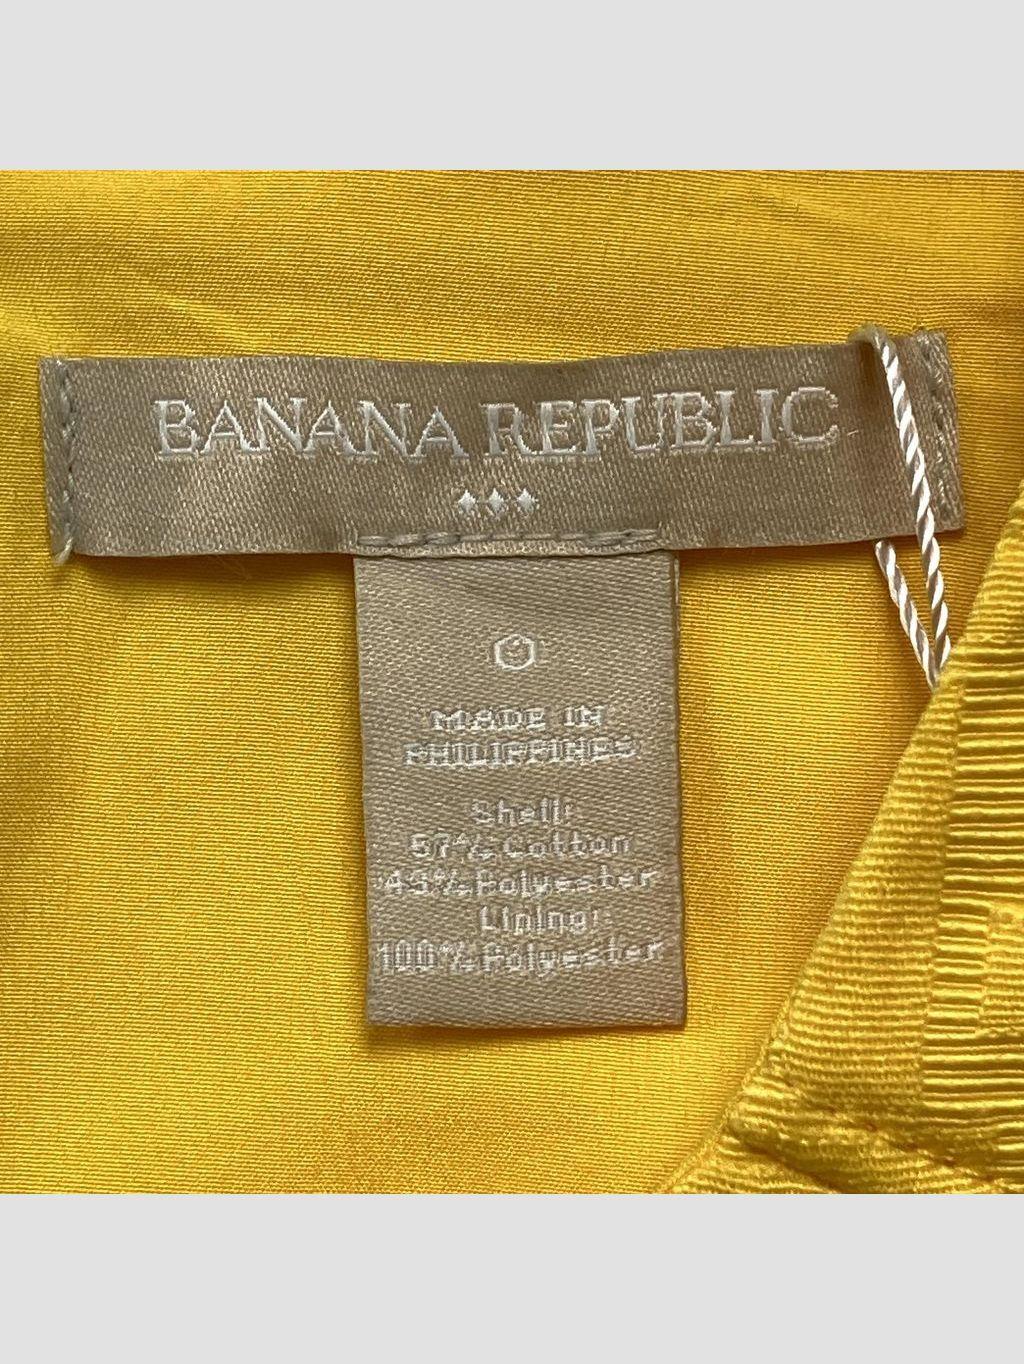 BANANA REPUBLIC
0
MADE IN
PHILIPPINES
Shell:
57% Cotton
43% Polyester
Lining:
100% Polyester